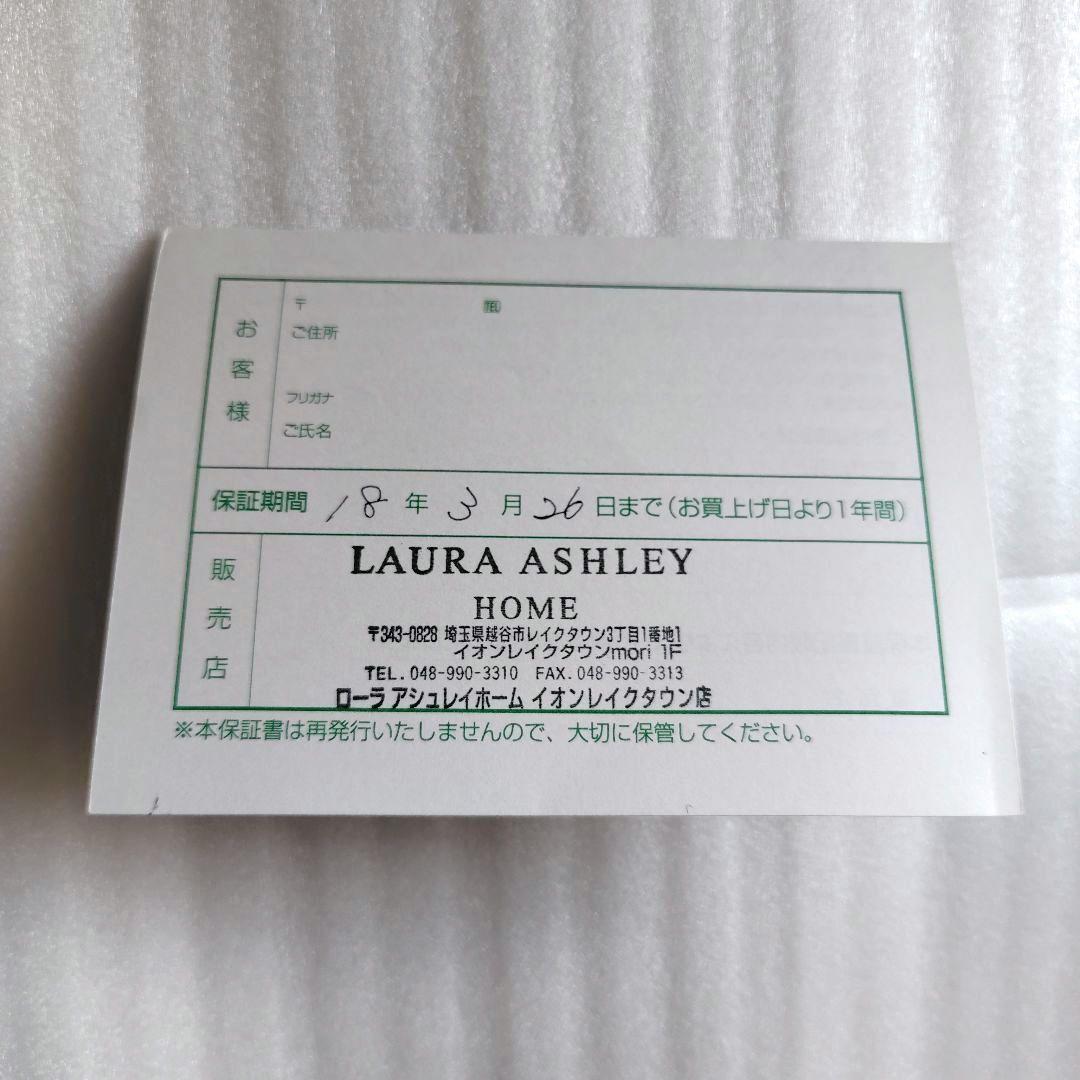 お客様
〒
TEL
ご住所
フリガナ
ご氏名
保証期間 18年 3月 26日まで(お買上げ日より1年間)
販売店
LAURA ASHLEY
HOME
〒343-0828 埼玉県越谷市レイクタウン3丁目1番地1
イオンレイクタウンmori 1F
TEL.048-990-3310 FAX.048-990-3313
ローラ アシュレイホーム イオンレイクタウン店
※本保証書は再発行いたしませんので、大切に保管してください。